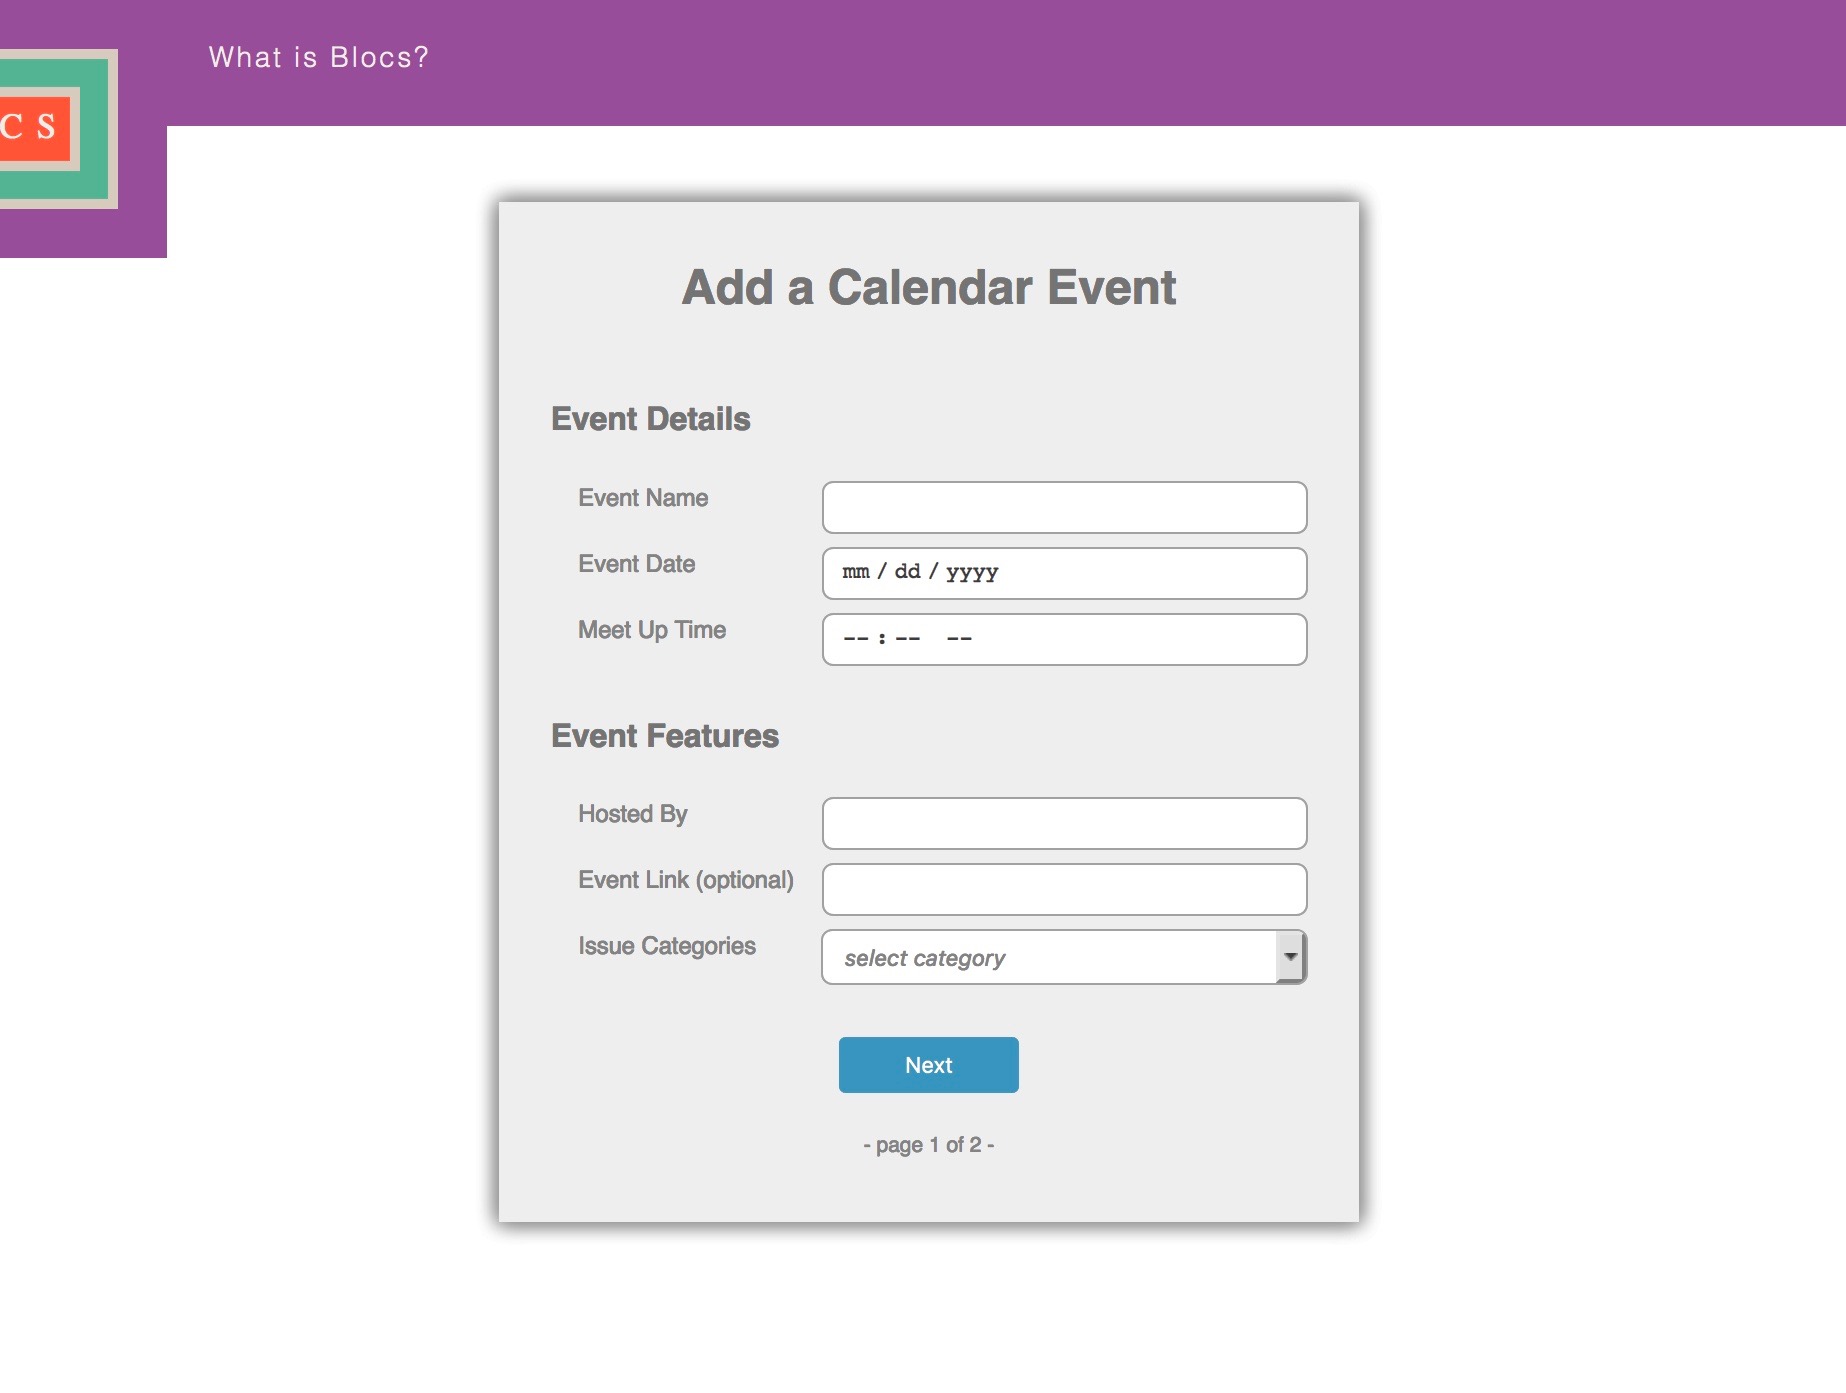 What is Blocs?
CS
Add a Calendar Event
Event Details
Event Name
Event Date
mm / dd / yyyy
Meet Up Time
-- : -- --
Event Features
Hosted By
Event Link (optional)
Issue Categories
select category
Next
- page 1 of 2 -